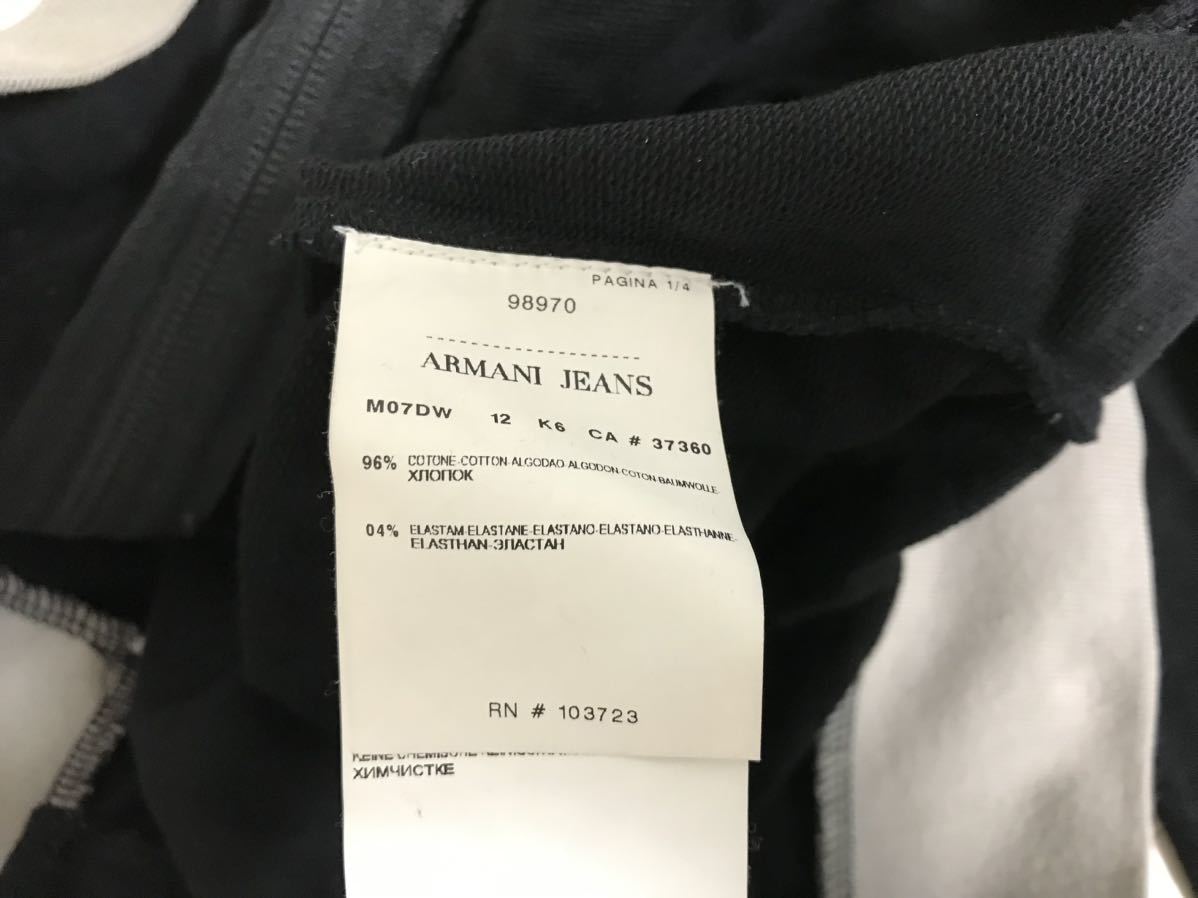 PAGINA 1/4
98970
ARMANI JEANS
M07DW 12 K6 CA # 37360
96% COTONE-COTTON-ALGODAO-ALGODON-COTON-BAUMWOLLE-
ХЛОПОК
04% ELASTAM-ELASTANE-ELASTANO-ELASTANO-ELASTHANNE-
ELASTHAN-ЭЛАСТАН
RN # 103723
KEINE
ХИМЧИСТКЕ